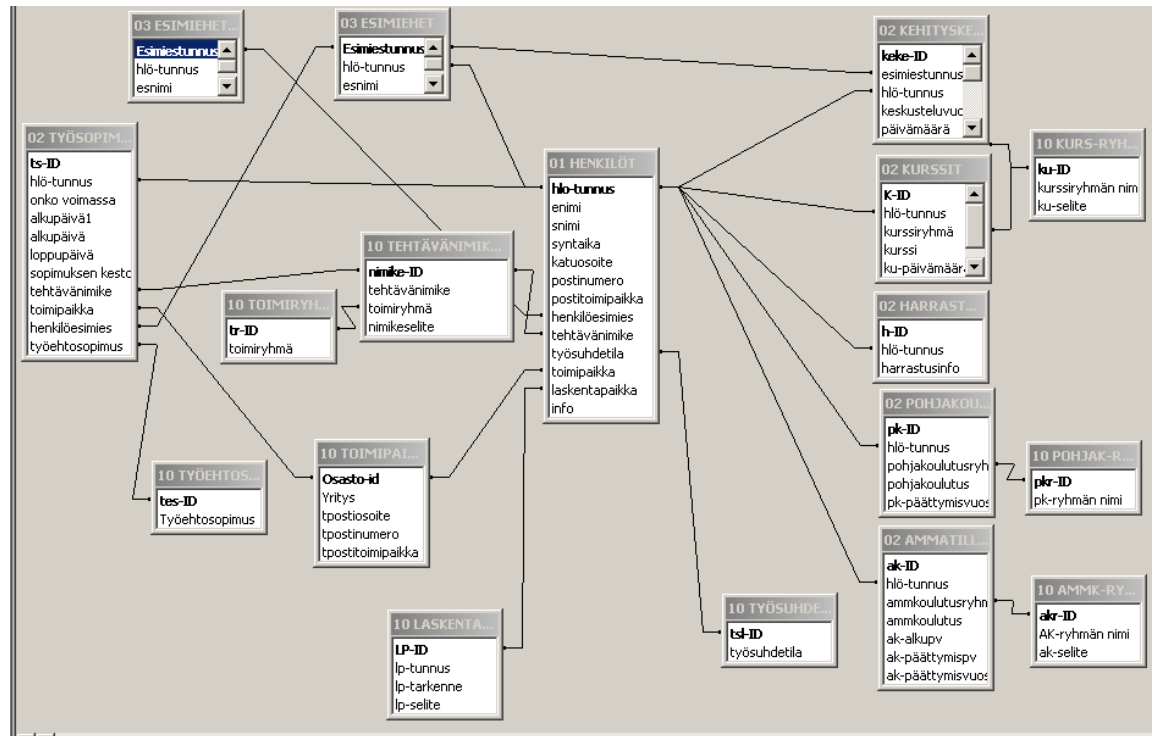 03 ESIMIEHET...
Esimiestunnus
hlö-tunnus
esnimi
03 ESIMIEHET
Esimiestunnus
hlö-tunnus
esnimi
02 KEHITYSKE...
keke-ID
esimiestunnus
hlö-tunnus
keskusteluvuc
päivämäärä
02 TYÖSOPIM...
ts-ID
hlö-tunnus
onko voimassa
alkupäivä1
alkupäivä
loppupäivä
sopimuksen kesto
tehtävänimike
toimipaikka
henkilöesimies
työehtosopimus
01 HENKILÖT
hlo-tunnus
enimi
snimi
syntaika
katuosoite
postinumero
postitoimipaikka
henkilöesimies
tehtävänimike
työsuhdetila
toimipaikka
laskentapaikka
info
10 KURS-RYH...
ku-ID
kurssiryhmän nim
ku-selite
02 KURSSIT
K-ID
hlö-tunnus
kurssiryhmä
kurssi
ku-päivämäärä
10 TEHTÄVÄNIMIK...
nimike-ID
tehtävänimike
toimiryhmä
nimikeselite
10 TOIMIRYH...
tr-ID
toimiryhmä
02 HARRAST...
h-ID
hlö-tunnus
harrastusinfo
02 POHJAKOU...
pk-ID
hlö-tunnus
pohjakoulutusryh
pohjakoulutus
pk-päättymisvuos
10 POHJAK-R...
pkr-ID
pk-ryhmän nimi
10 TYÖEHTOS...
tes-ID
Työehtosopimus
10 TOIMIPAI...
Osasto-id
Yritys
tpostiosoite
tpostinumero
tpostitoimipaikka
02 AMMATILL...
ak-ID
hlö-tunnus
ammkoulutusryhn
ammkoulutus
ak-alkupv
ak-päättymispv
ak-päättymisvuos
10 AMMK-RY...
akr-ID
AK-ryhmän nimi
ak-selite
10 LASKENTA...
LP-ID
lp-tunnus
lp-tarkenne
lp-selite
10 TYÖSUHDE...
tsl-ID
työsuhdetila